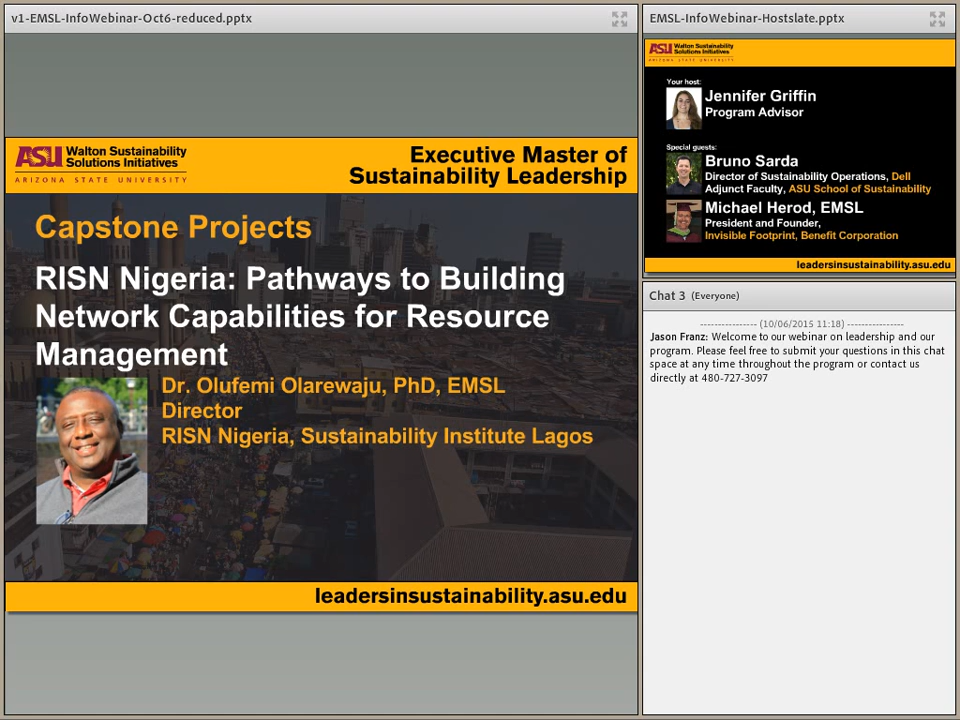 v1-EMSL-InfoWebinar-Oct6-reduced.pptx
ASU Walton Sustainability
Solutions Initiatives
ARIZONA STATE UNIVERSITY
Executive Master of
Sustainability Leadership
Capstone Projects
RISN Nigeria: Pathways to Building
Network Capabilities for Resource
Management
Dr. Olufemi Olarewaju, PhD, EMSL
Director
RISN Nigeria, Sustainability Institute Lagos
leadersinsustainability.asu.edu
EMSL-InfoWebinar-Hostslate.pptx
ASU Walton Sustainability
Solutions Initiatives
ARIZONA STATE UNIVERSITY
Your host:
Jennifer Griffin
Program Advisor
Special guests:
Bruno Sarda
Director of Sustainability Operations, Dell
Adjunct Faculty, ASU School of Sustainability
Michael Herod, EMSL
President and Founder,
Invisible Footprint, Benefit Corporation
leadersinsustainability.asu.edu
Chat 3 (Everyone)
---------------- (10/06/2015 11:18) ----------------
Jason Franz: Welcome to our webinar on leadership and our
program. Please feel free to submit your questions in this chat
space at any time throughout the program or contact us
directly at 480-727-3097